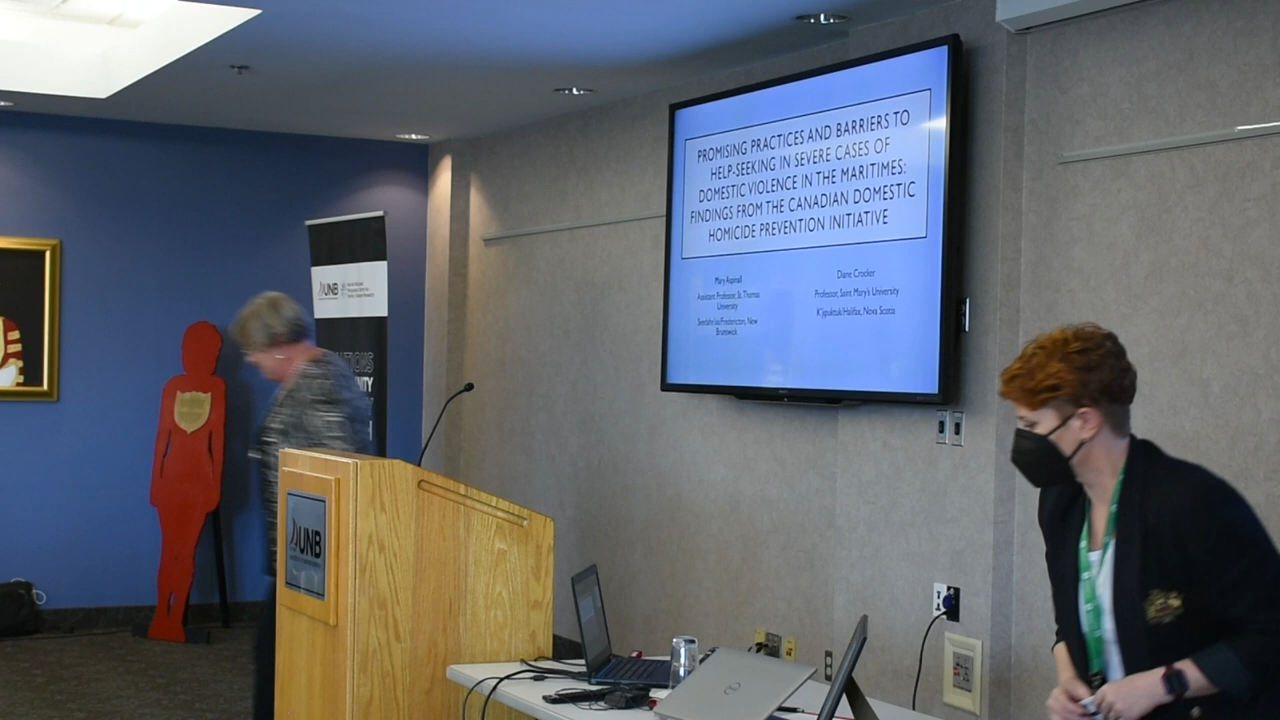 PROMISING PRACTICES AND BARRIERS TO
HELP-SEEKING IN SEVERE CASES OF
DOMESTIC VIOLENCE IN THE MARITIMES:
FINDINGS FROM THE CANADIAN DOMESTIC
HOMICIDE PREVENTION INITIATIVE
Mary Aspinall
Assistant Professor, St. Thomas
University
Brunswick
Diane Crocker
Professor, Saint Mary's University
K'jipuktuk/Halifax, Nova Scotia
UNB
UNB